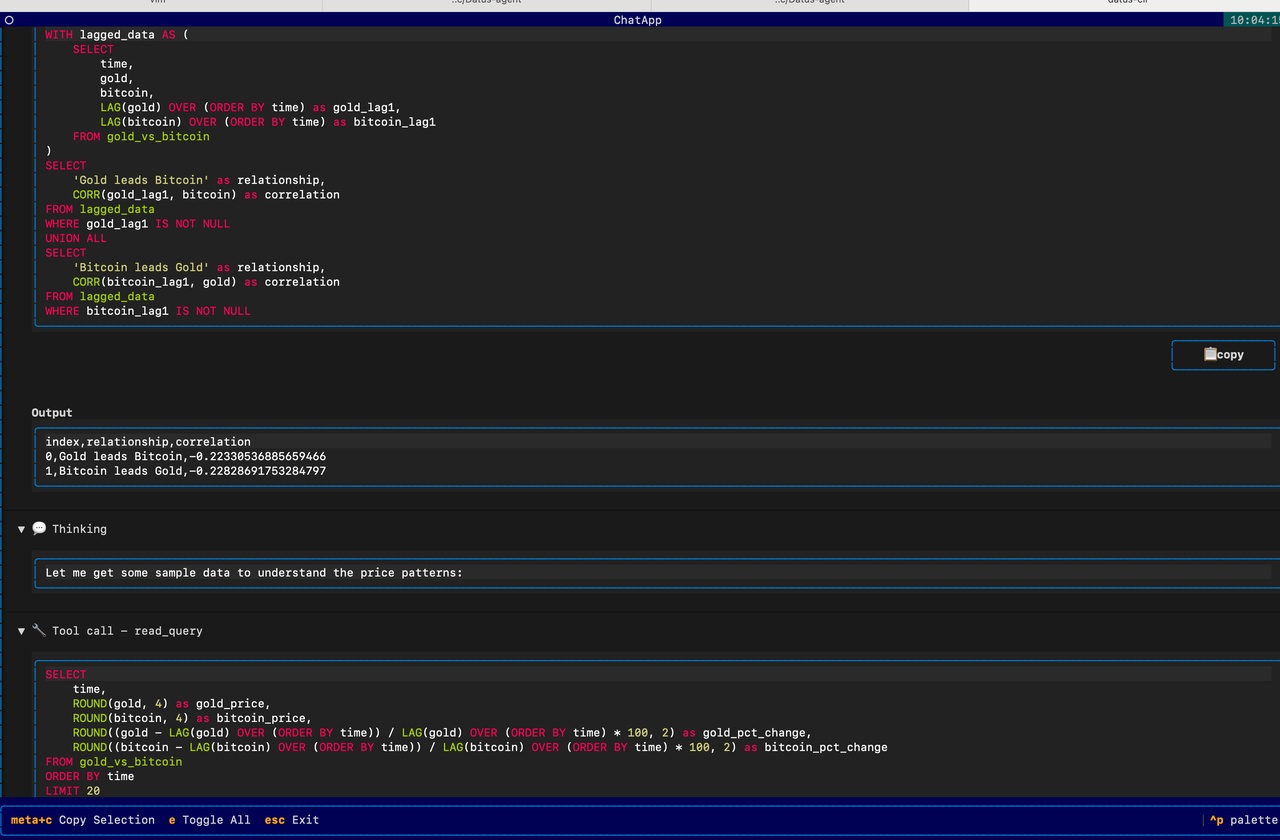 ChatApp
10:04:1
WITH lagged_data AS (
    SELECT
        time,
        gold,
        bitcoin,
        LAG(gold) OVER (ORDER BY time) as gold_lag1,
        LAG(bitcoin) OVER (ORDER BY time) as bitcoin_lag1
    FROM gold_vs_bitcoin
)
SELECT
    'Gold leads Bitcoin' as relationship,
    CORR(gold_lag1, bitcoin) as correlation
FROM lagged_data
WHERE gold_lag1 IS NOT NULL
UNION ALL
SELECT
    'Bitcoin leads Gold' as relationship,
    CORR(bitcoin_lag1, gold) as correlation
FROM lagged_data
WHERE bitcoin_lag1 IS NOT NULL
copy
Output
index,relationship,correlation
0,Gold leads Bitcoin,-0.22330536885659466
1,Bitcoin leads Gold,-0.22828691753284797
▼ 💬 Thinking
Let me get some sample data to understand the price patterns:
▼ 🔧 Tool call - read_query
SELECT
    time,
    ROUND(gold, 4) as gold_price,
    ROUND(bitcoin, 4) as bitcoin_price,
    ROUND((gold - LAG(gold) OVER (ORDER BY time)) / LAG(gold) OVER (ORDER BY time) * 100, 2) as gold_pct_change,
    ROUND((bitcoin - LAG(bitcoin) OVER (ORDER BY time)) / LAG(bitcoin) OVER (ORDER BY time) * 100, 2) as bitcoin_pct_change
FROM gold_vs_bitcoin
ORDER BY time
LIMIT 20
meta+c Copy Selection e Toggle All esc Exit
^p palette